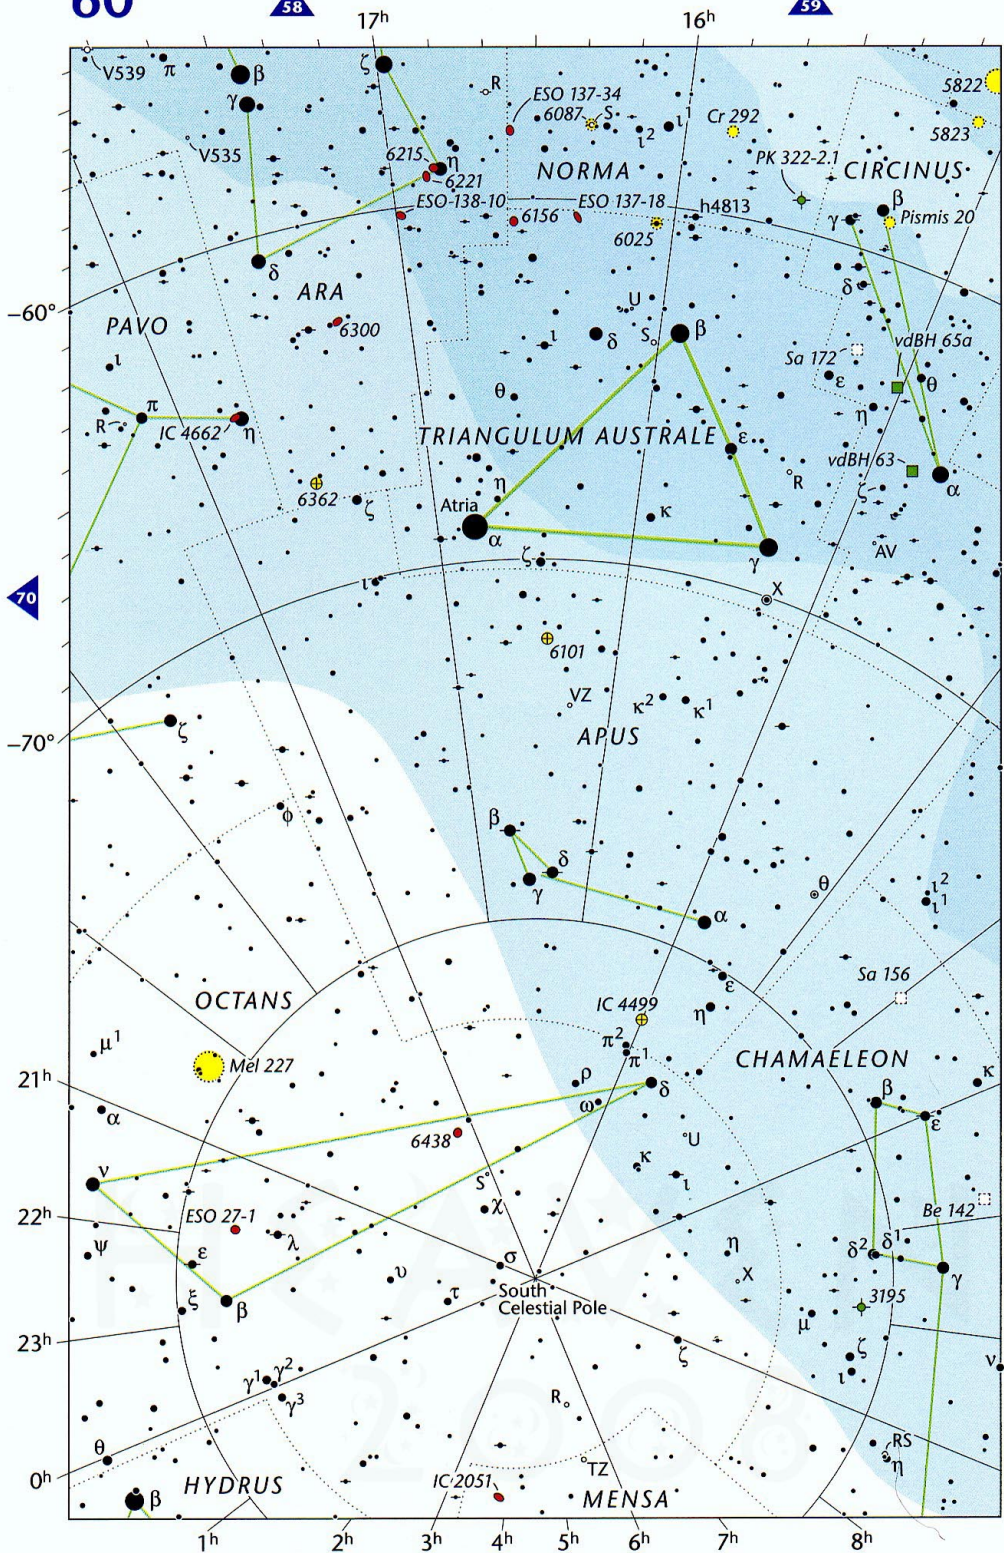 60
58
59
17h
16h
V539
π
β
ζ
R
ESO 137-34
6087
S
ι2
ι1
Cr 292
5822
5823
γ
V535
6215
η
6221
NORMA
PK 322-2.1
CIRCINUS
ESO 138-10
6156
ESO 137-18
6025
h4813
β
γ
Pismis 20
δ
δ
ARA
–60°
PAVO
6300
U
ι
δ
S
β
Sa 172
vdBH 65a
ι
θ
ε
θ
π
R
IC 4662
η
TRIANGULUM AUSTRALE
ε
η
vdBH 63
6362
ζ
η
Atria
α
κ
R
ζ
α
γ
AV
70
ι
ζ
X
6101
VZ
κ2
κ1
ζ
–70°
APUS
φ
β
δ
γ
α
θ
ι2
ι1
OCTANS
ε
Sa 156
IC 4499
η
μ1
Mel 227
π2
π1
CHAMAELEON
21h
ρ
δ
κ
α
ω
β
ε
6438
U
ν
S
κ
ι
χ
Be 142
22h
ESO 27-1
ψ
λ
ε
σ
η
δ2
δ1
υ
South
Celestial Pole
X
γ
ξ
β
τ
3195
μ
23h
ζ
ζ
ι
ν
γ1
γ2
γ3
R
θ
RS
η
0h
HYDRUS
IC 2051
TZ
MENSA
β
1h
2h
3h
4h
5h
6h
7h
8h
2008